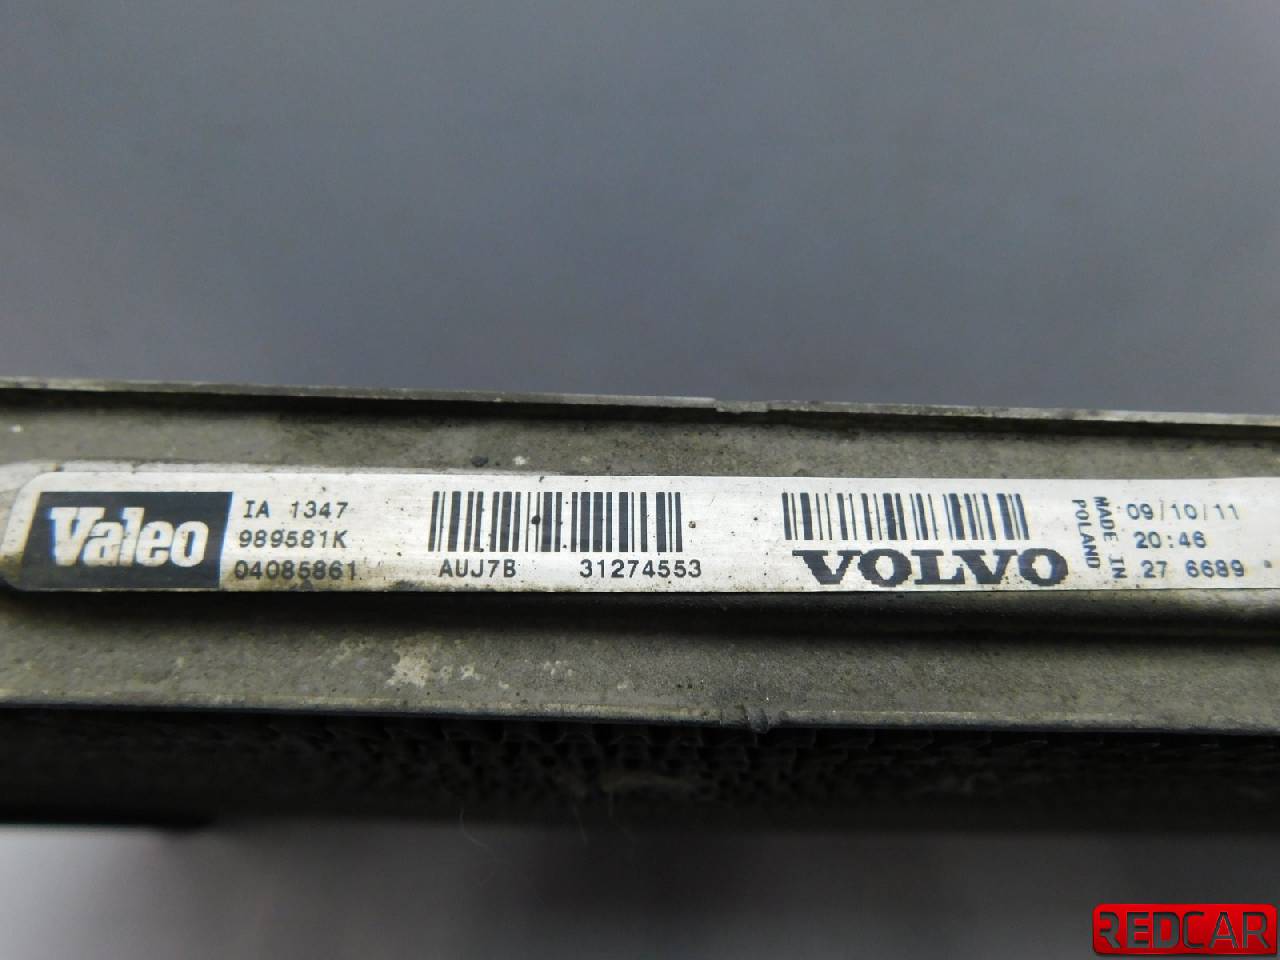 Valeo
IA 1347
989581K
04085861
AUJ7B 31274553
VOLVO
MADE IN
POLAND
09/10/11
20:46
27 6689 *
REDCAR